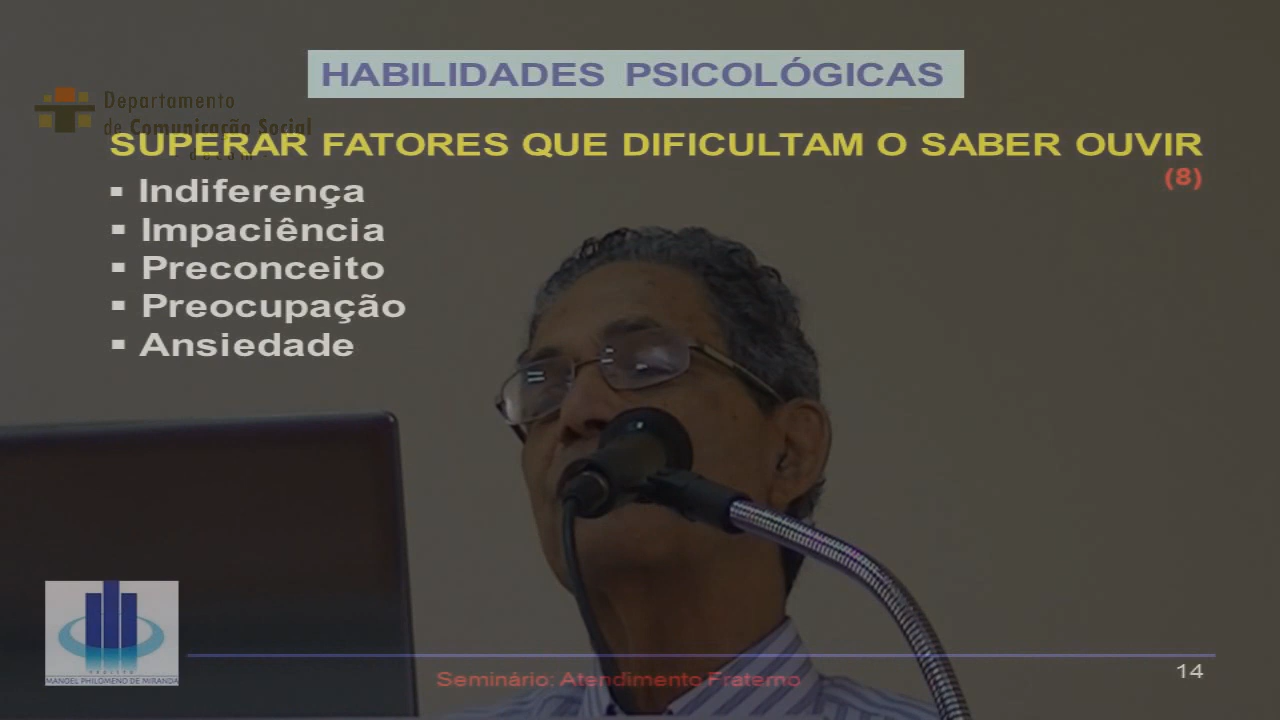 HABILIDADES PSICOLÓGICAS
Departamento
de Comunicação Social
SUPERAR FATORES QUE DIFICULTAM O SABER OUVIR
(8)
▪ Indiferença
▪ Impaciência
▪ Preconceito
▪ Preocupação
▪ Ansiedade
PROJETO
MANOEL PHILOMENO DE MIRANDA
Seminário: Atendimento Fraterno
14